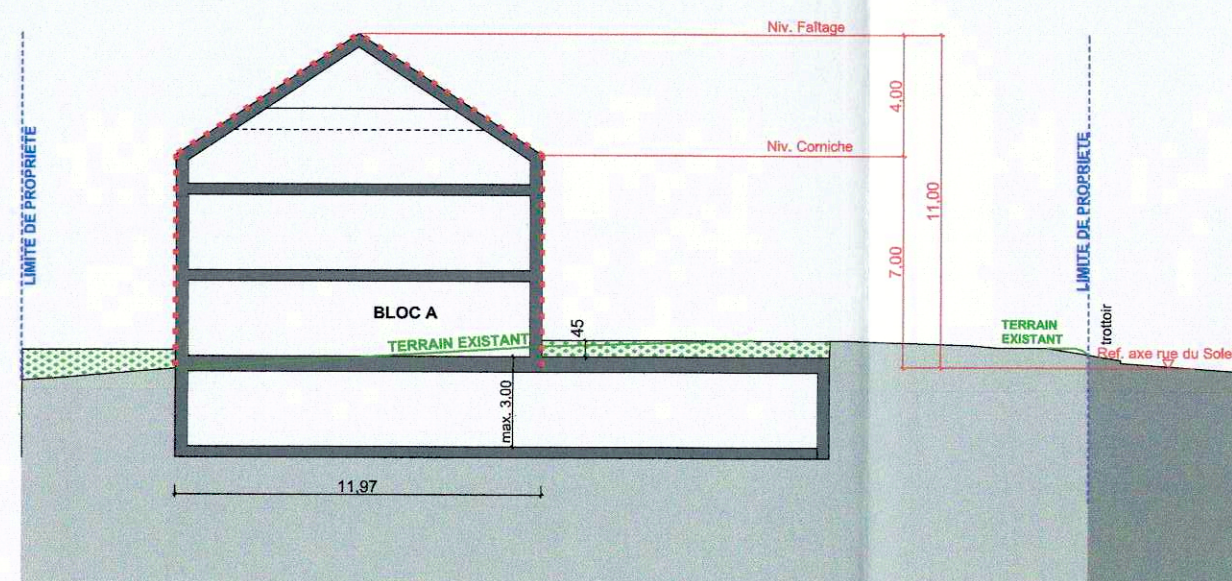 Niv. Faîtage
4,00
LIMITE DE PROPRIETE
Niv. Corniche
11,00
LIMITE DE PROPRIETE
7,00
BLOC A
45
TERRAIN EXISTANT
TERRAIN
EXISTANT
trottoir
Ref. axe rue du Sole
max. 3,00
11,97